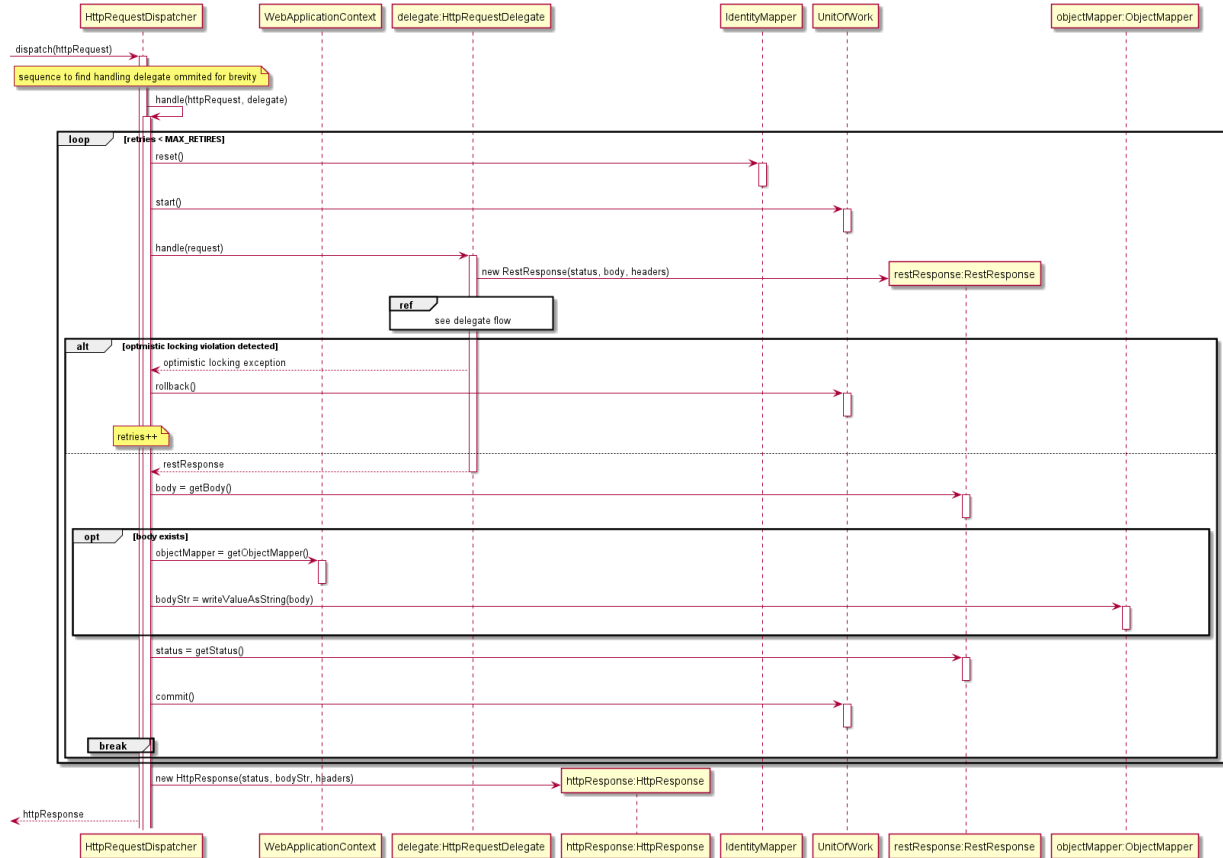 HttpRequestDispatcher WebApplicationContext delegate:HttpRequestDelegate IdentityMapper UnitOfWork objectMapper:ObjectMapper
dispatch(httpRequest)
sequence to find handling delegate ommited for brevity
handle(httpRequest, delegate)
loop [retries < MAX_RETIRES]
reset()
start()
handle(request)
new RestResponse(status, body, headers)
restResponse:RestResponse
ref
see delegate flow
alt [optmistic locking violation detected]
optimistic locking exception
rollback()
retries++
restResponse
body = getBody()
opt [body exists]
objectMapper = getObjectMapper()
bodyStr = writeValueAsString(body)
status = getStatus()
commit()
break
new HttpResponse(status, bodyStr, headers)
httpResponse:HttpResponse
httpResponse
HttpRequestDispatcher WebApplicationContext delegate:HttpRequestDelegate httpResponse:HttpResponse IdentityMapper UnitOfWork restResponse:RestResponse objectMapper:ObjectMapper